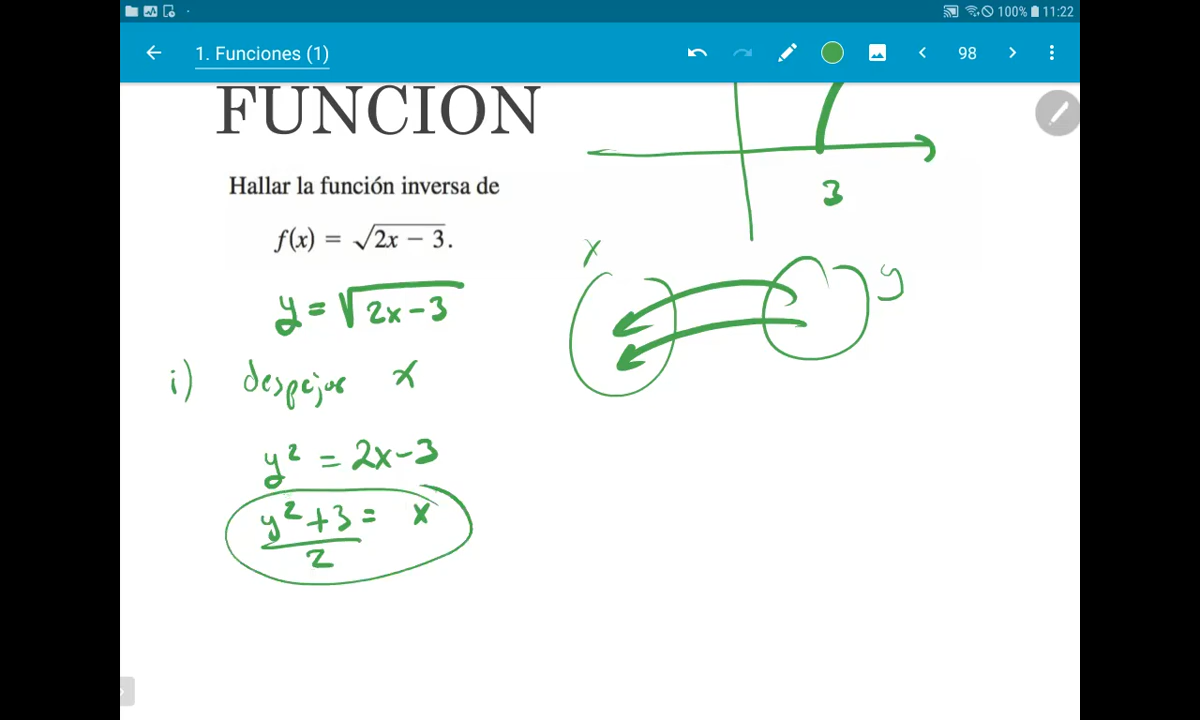 100% 11:22
1. Funciones (1)
98
FUNCION
Hallar la función inversa de
f(x) = √2x − 3.
y = √2x-3
i) despejar x
y² = 2x-3
y²+3 = x
2
3
x
y